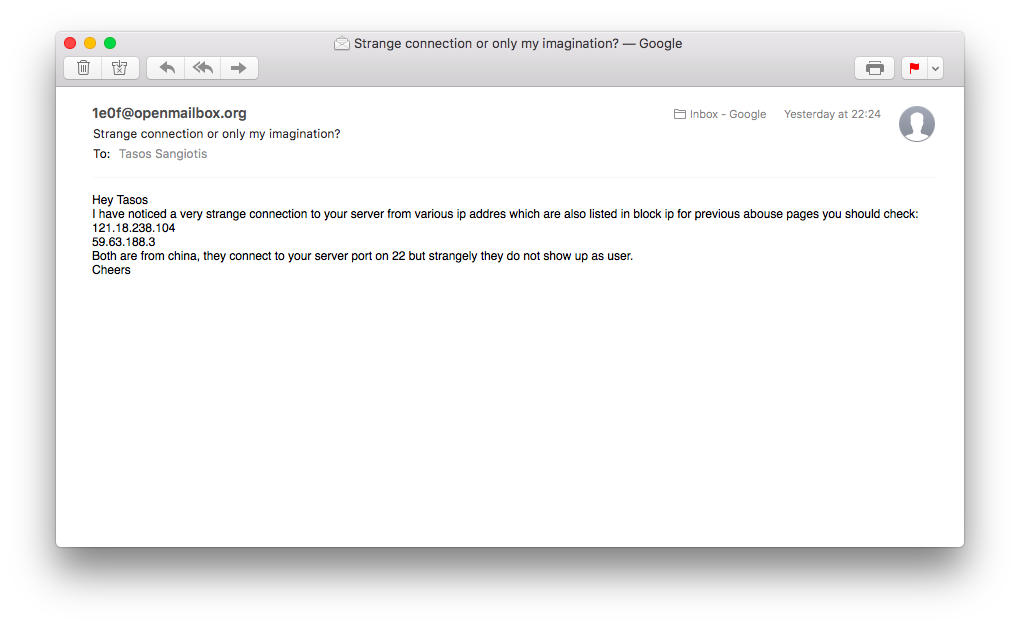 Strange connection or only my imagination? — Google
1e0f@openmailbox.org
Inbox - Google
Yesterday at 22:24
Strange connection or only my imagination?
To: Tasos Sangiotis
Hey Tasos
I have noticed a very strange connection to your server from various ip addres which are also listed in block ip for previous abouse pages you should check:
121.18.238.104
59.63.188.3
Both are from china, they connect to your server port on 22 but strangely they do not show up as user.
Cheers